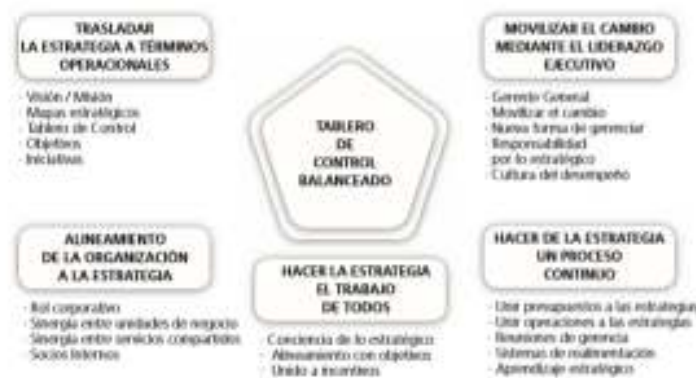 TRASLADAR
LA ESTRATEGIA A TÉRMINOS
OPERACIONALES
· Visión / Misión
· Mapas estratégicos
· Tablero de Control
· Objetivos
· Iniciativas
MOVILIZAR EL CAMBIO
MEDIANTE EL LIDERAZGO
EJECUTIVO
· Gerente General
· Movilizar el cambio
· Nueva forma de gerenciar
· Responsabilidad
por lo estratégico
· Cultura del desempeño
TABLERO
DE
CONTROL
BALANCEADO
ALINEAMIENTO
DE LA ORGANIZACIÓN
A LA ESTRATEGIA
· Rol corporativo
· Sinergia entre unidades de negocio
· Sinergia entre servicios compartidos
· Socios Internos
HACER LA ESTRATEGIA
EL TRABAJO
DE TODOS
· Conciencia de lo estratégico
· Alineamiento con objetivos
· Unido a incentivos
HACER DE LA ESTRATEGIA
UN PROCESO
CONTINUO
· Unir presupuestos a las estrategias
· Unir operaciones a las estrategias
· Reuniones de gerencia
· Sistemas de realimentación
· Aprendizaje estratégico